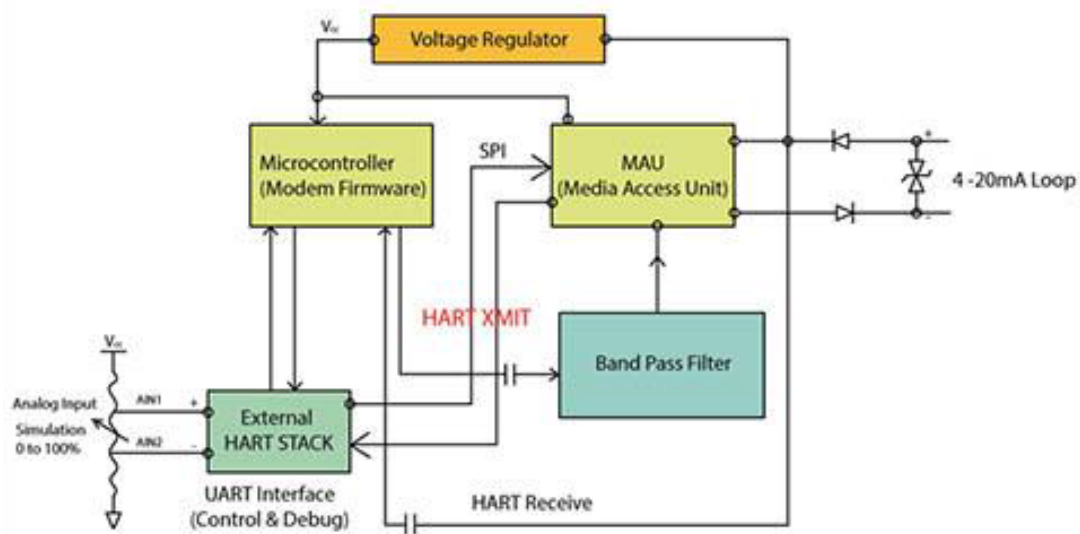 Vcc
Voltage Regulator
Microcontroller
(Modem Firmware)
SPI
MAU
(Media Access Unit)
+
-
4 -20mA Loop
HART XMIT
Band Pass Filter
Vcc
Analog Input
Simulation
0 to 100%
AIN1
+
AIN2
-
External
HART STACK
UART Interface
(Control & Debug)
HART Receive